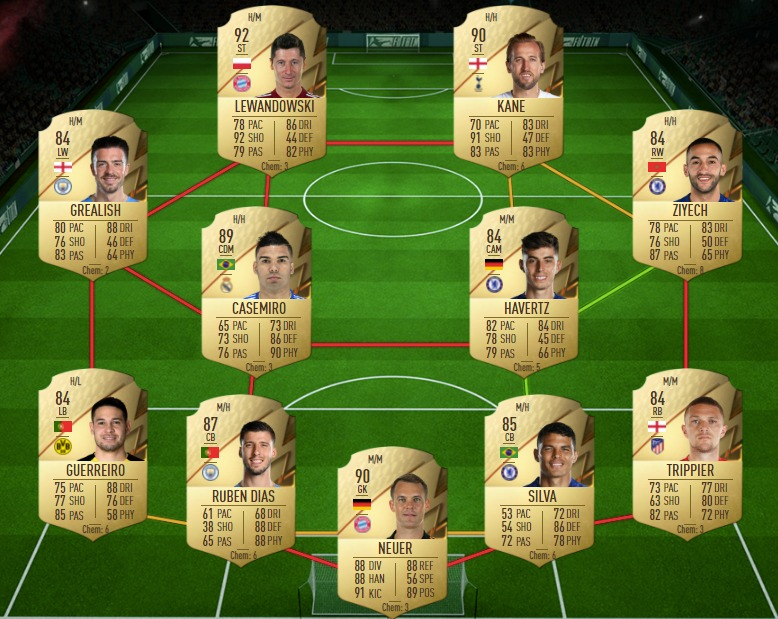 H/M
92
ST
LEWANDOWSKI
78 PAC 86 DRI
92 SHO 44 DEF
79 PAS 82 PHY
Chem: 3
H/H
90
ST
KANE
70 PAC 83 DRI
91 SHO 47 DEF
83 PAS 83 PHY
Chem: 6
H/M
84
LW
GREALISH
80 PAC 88 DRI
76 SHO 46 DEF
83 PAS 64 PHY
Chem: 2
H/H
84
RW
ZIYECH
78 PAC 83 DRI
76 SHO 50 DEF
87 PAS 65 PHY
Chem: 8
H/H
89
CDM
CASEMIRO
65 PAC 73 DRI
73 SHO 86 DEF
76 PAS 90 PHY
Chem: 3
M/M
84
CAM
HAVERTZ
82 PAC 84 DRI
78 SHO 45 DEF
79 PAS 66 PHY
Chem: 5
H/L
84
LB
GUERREIRO
75 PAC 88 DRI
77 SHO 76 DEF
85 PAS 58 PHY
Chem: 6
M/H
87
CB
RUBEN DIAS
61 PAC 68 DRI
38 SHO 88 DEF
65 PAS 88 PHY
Chem: 6
M/M
90
GK
NEUER
88 DIV 88 REF
88 HAN 56 SPE
91 KIC 89 POS
Chem: 3
M/H
85
CB
SILVA
53 PAC 72 DRI
54 SHO 86 DEF
72 PAS 78 PHY
Chem: 6
M/M
84
RB
TRIPPIER
73 PAC 77 DRI
63 SHO 80 DEF
82 PAS 72 PHY
Chem: 3